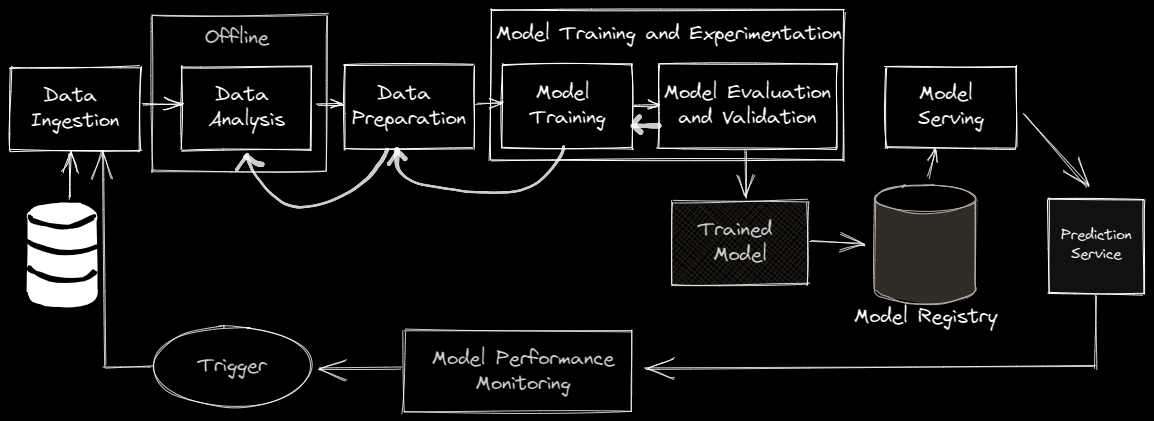 Offline
Model Training and Experimentation
Data
Ingestion
Data
Analysis
Data
Preparation
Model
Training
Model Evaluation
and Validation
Model
Serving
Trained
Model
Prediction
Service
Model Registry
Trigger
Model Performance
Monitoring